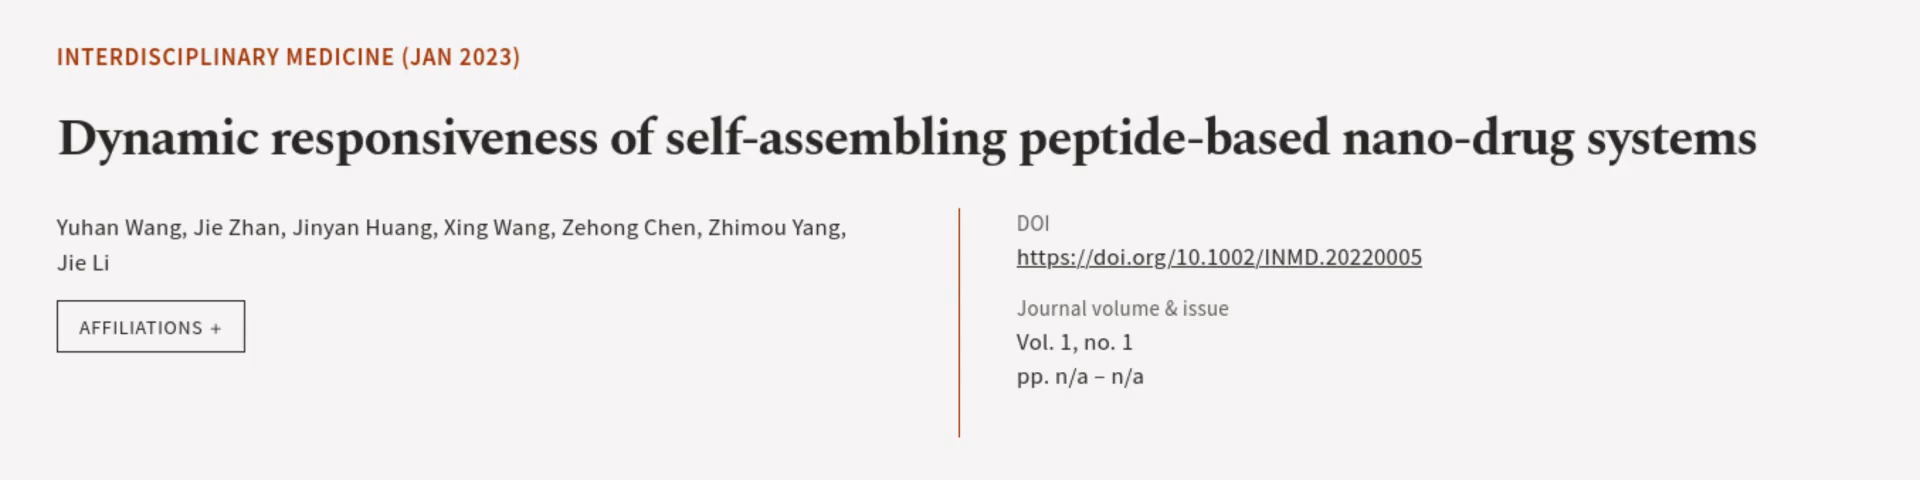 INTERDISCIPLINARY MEDICINE (JAN 2023)
Dynamic responsiveness of self-assembling peptide-based nano-drug systems
Yuhan Wang, Jie Zhan, Jinyan Huang, Xing Wang, Zehong Chen, Zhimou Yang,
Jie Li
AFFILIATIONS +
DOI
https://doi.org/10.1002/INMD.20220005
Journal volume & issue
Vol. 1, no. 1
pp. n/a – n/a